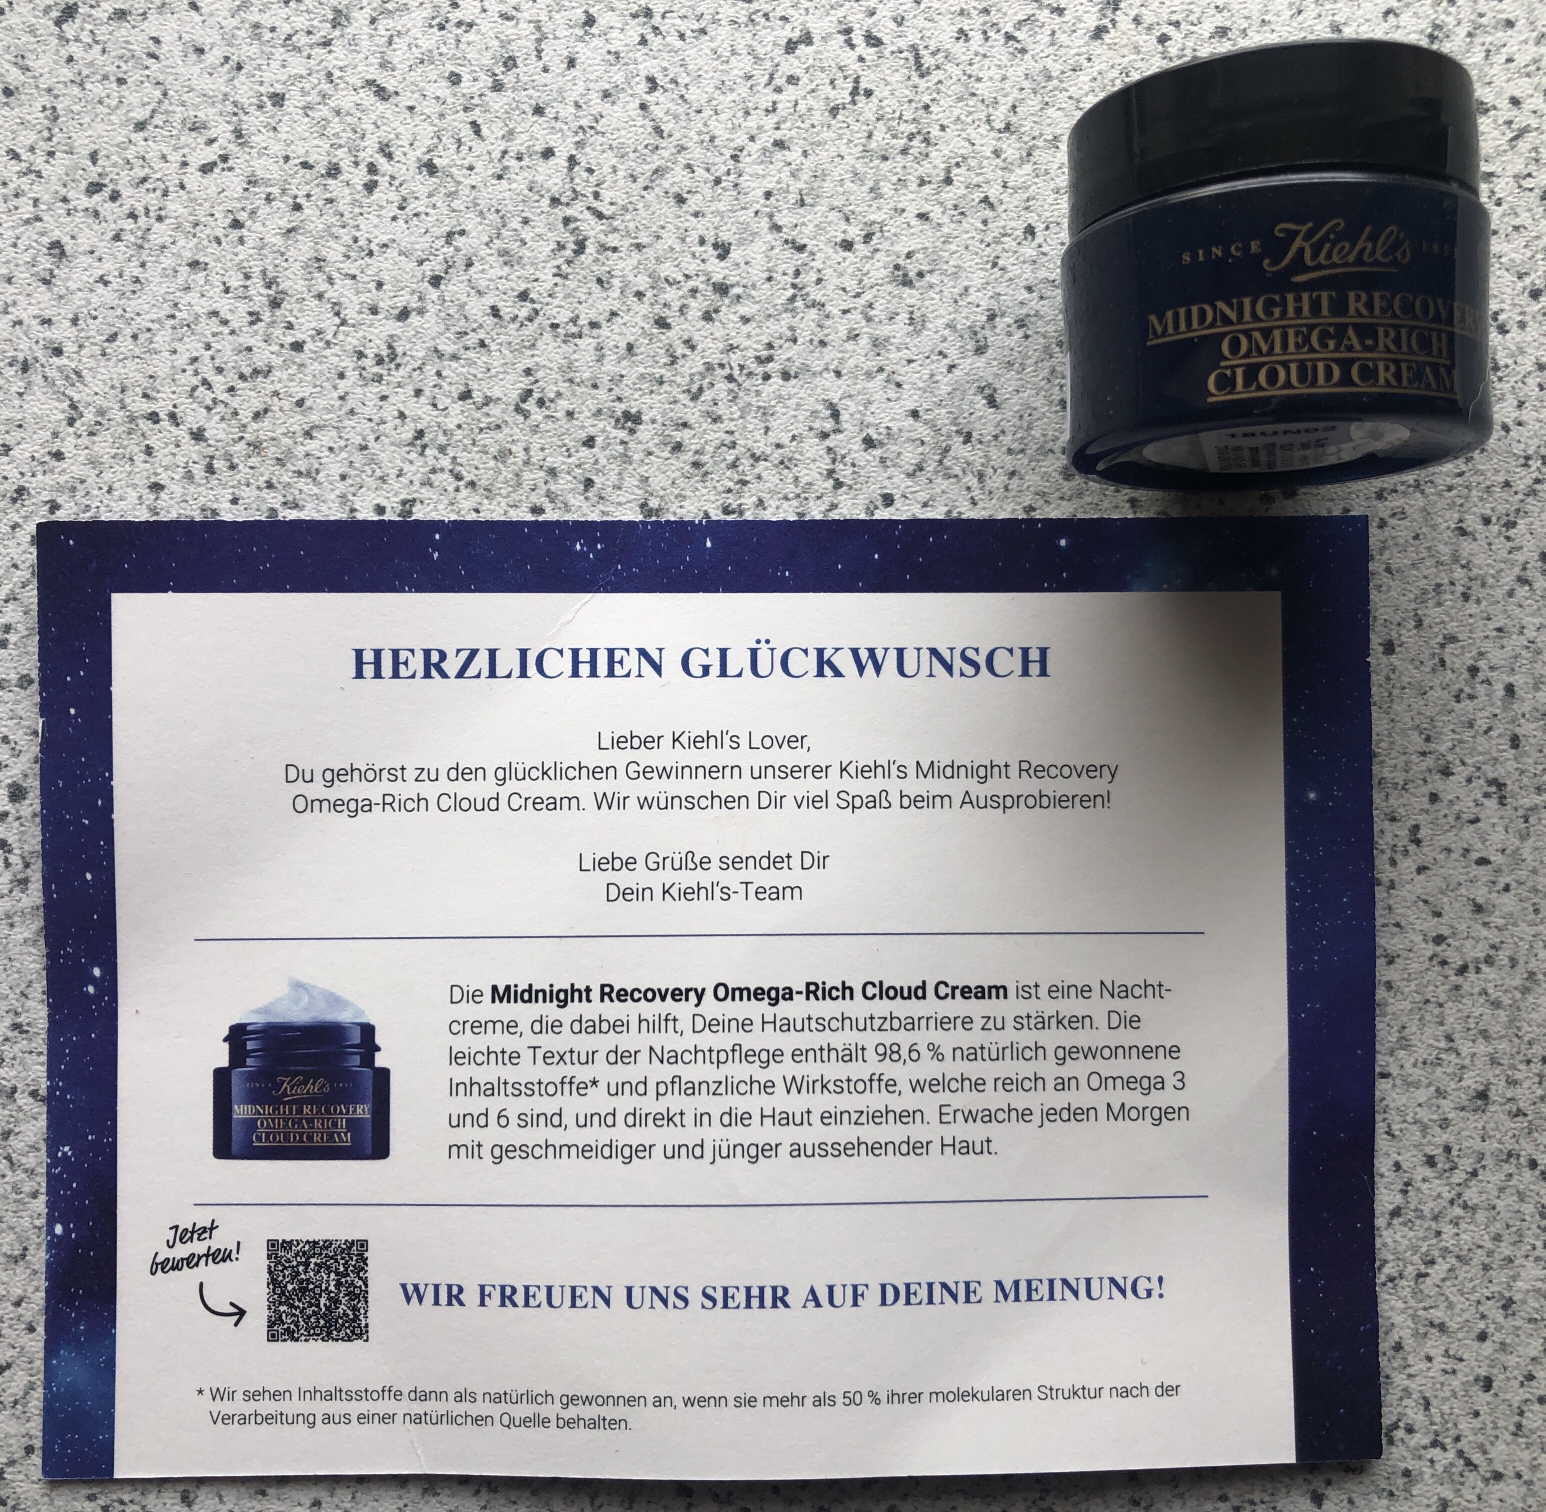 SINCE Kiehl's
MIDNIGHT RECOVERY
OMEGA-RICH
CLOUD CREAM
HERZLICHEN GLÜCKWUNSCH
Lieber Kiehl's Lover,
Du gehörst zu den glücklichen Gewinnern unserer Kiehl's Midnight Recovery
Omega-Rich Cloud Cream. Wir wünschen Dir viel Spaß beim Ausprobieren!
Liebe Grüße sendet Dir
Dein Kiehl's-Team
Die Midnight Recovery Omega-Rich Cloud Cream ist eine Nacht-
creme, die dabei hilft, Deine Hautschutzbarriere zu stärken. Die
leichte Textur der Nachtpflege enthält 98,6 % natürlich gewonnene
Inhaltsstoffe* und pflanzliche Wirkstoffe, welche reich an Omega 3
und 6 sind, und direkt in die Haut einziehen. Erwache jeden Morgen
mit geschmeidiger und jünger aussehender Haut.
Kiehl's
MIDNIGHT RECOVERY
OMEGA-RICH
CLOUD CREAM
Jetzt
bewerten!
WIR FREUEN UNS SEHR AUF DEINE MEINUNG!
* Wir sehen Inhaltsstoffe dann als natürlich gewonnen an, wenn sie mehr als 50 % ihrer molekularen Struktur nach der
Verarbeitung aus einer natürlichen Quelle behalten.